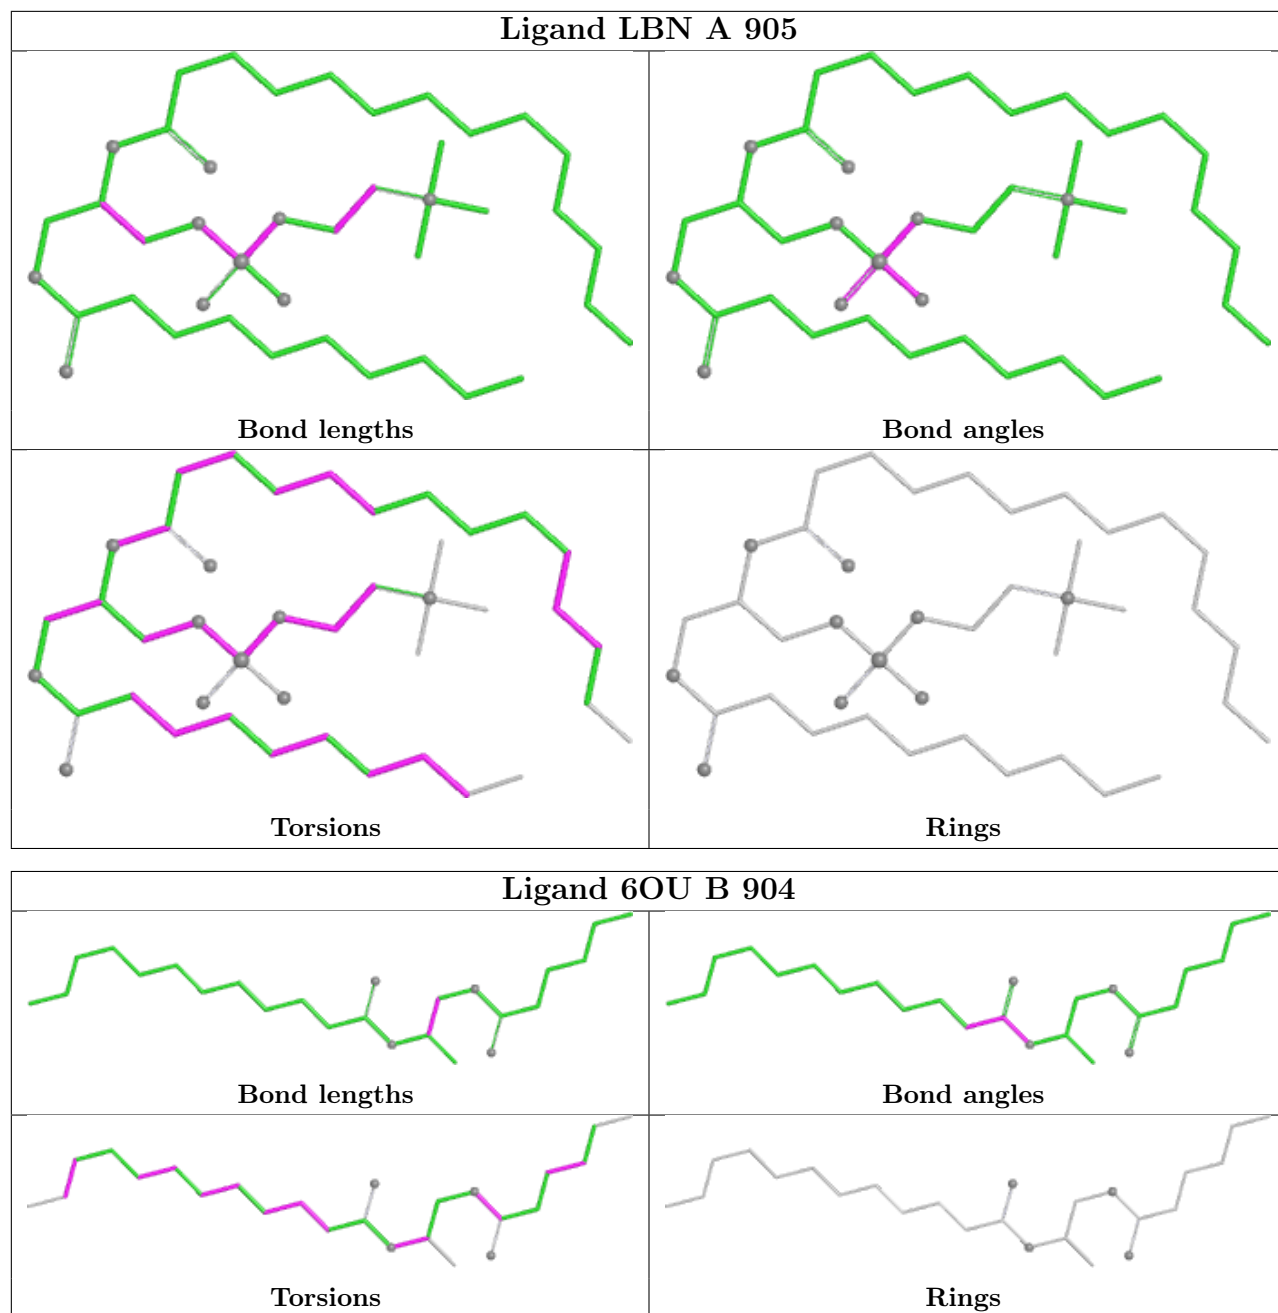 Ligand LBN A 905
Bond lengths
Bond angles
Torsions
Rings
Ligand 6OU B 904
Bond lengths
Bond angles
Torsions
Rings